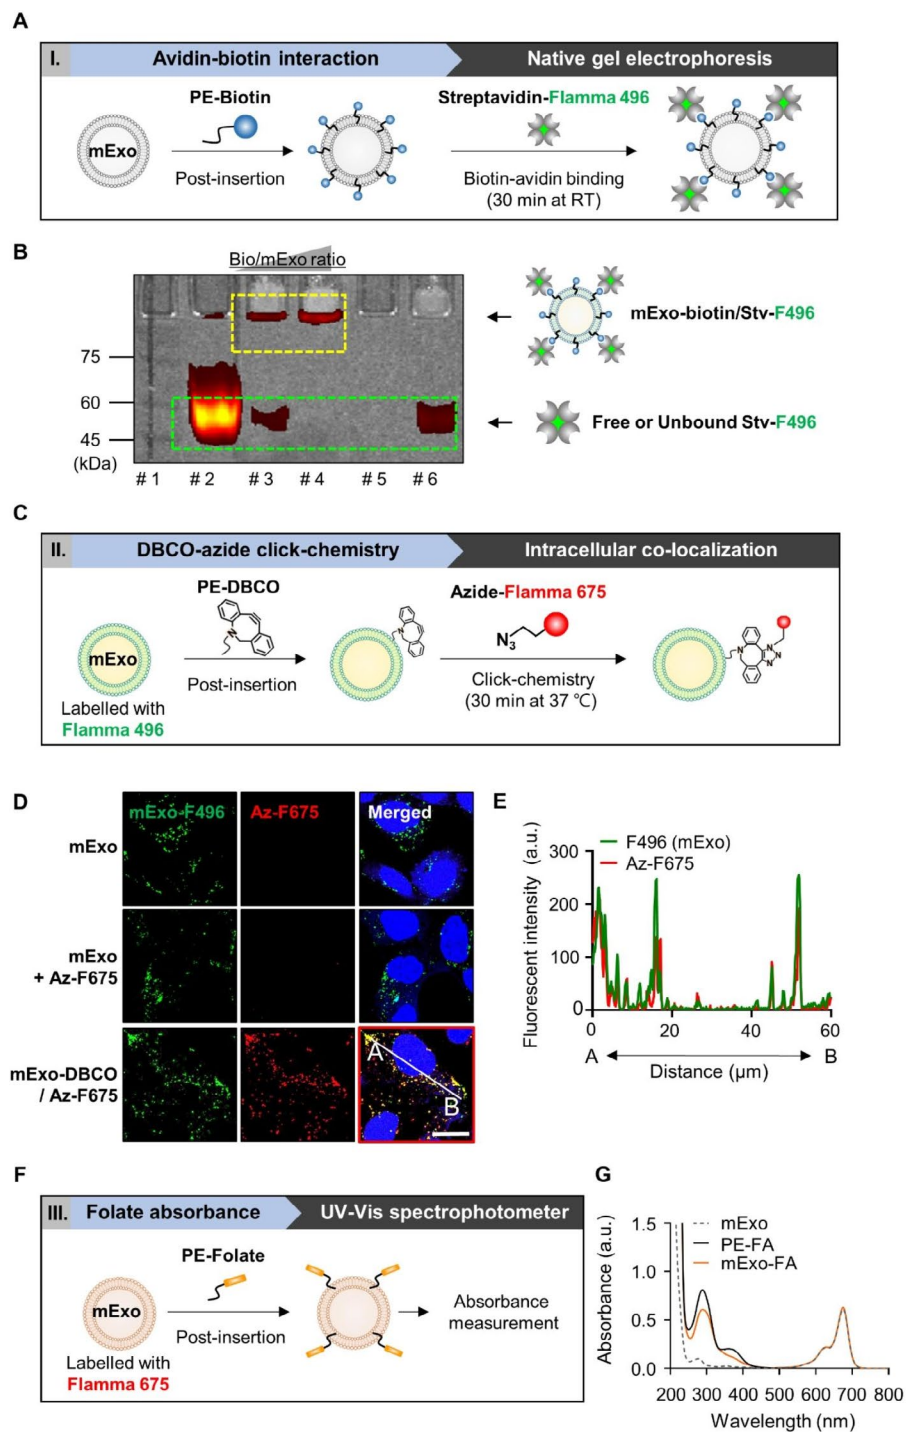 A
I. Avidin-biotin interaction Native gel electrophoresis
PE-Biotin
Streptavidin-Flamma 496
mExo
Post-insertion
Biotin-avidin binding
(30 min at RT)
B
Bio/mExo ratio
75
60
45
(kDa)
# 1 # 2 # 3 # 4 # 5 # 6
mExo-biotin/Stv-F496
Free or Unbound Stv-F496
C
II. DBCO-azide click-chemistry Intracellular co-localization
PE-DBCO
Azide-Flamma 675
N
N
N₃
N
N
N
N
mExo
Post-insertion
Click-chemistry
(30 min at 37 ℃)
Labelled with
Flamma 496
D
mExo-F496 Az-F675 Merged
mExo
mExo
+ Az-F675
mExo-DBCO
/ Az-F675
A
B
E
F496 (mExo)
Az-F675
Fluorescent intensity (a.u.)
300
200
100
0
0 20 40 60
A B
Distance (µm)
F
III. Folate absorbance UV-Vis spectrophotometer
PE-Folate
mExo
Post-insertion
Absorbance
measurement
Labelled with
Flamma 675
G
mExo
PE-FA
mExo-FA
Absorbance (a.u.)
1.5
1.0
0.5
0.0
200 300 400 500 600 700 800
Wavelength (nm)